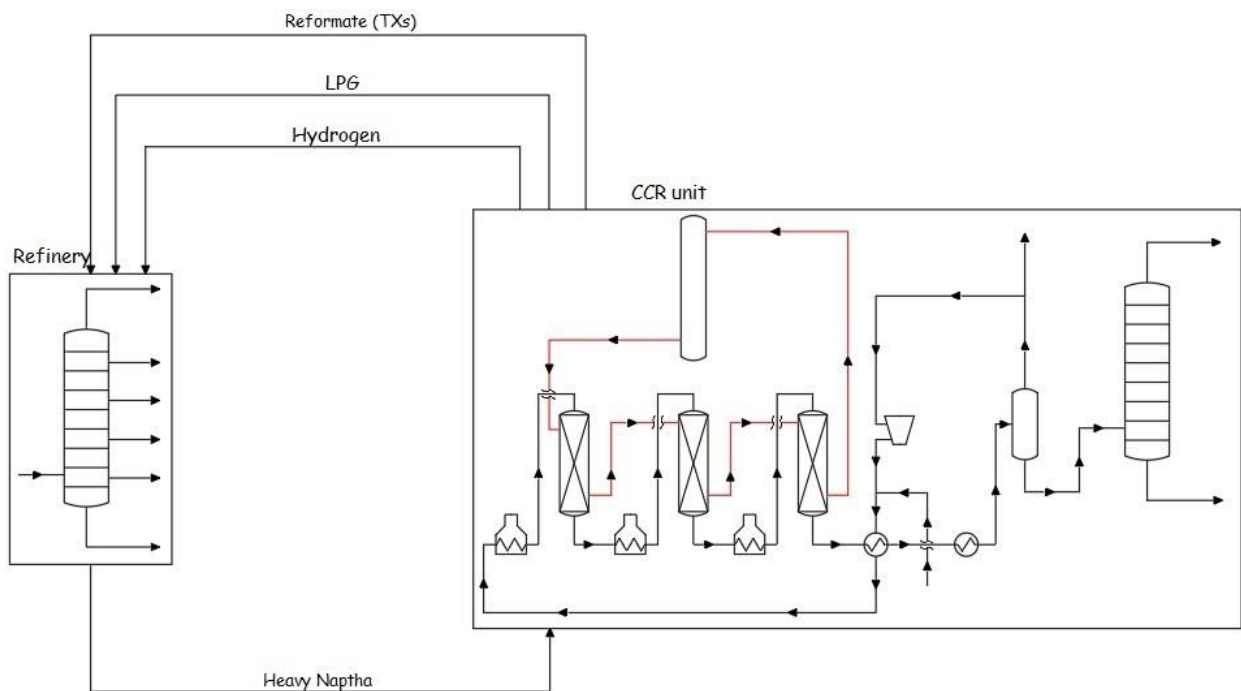 Reformate (TXs)
LPG
Hydrogen
CCR unit
Refinery
Heavy Naptha